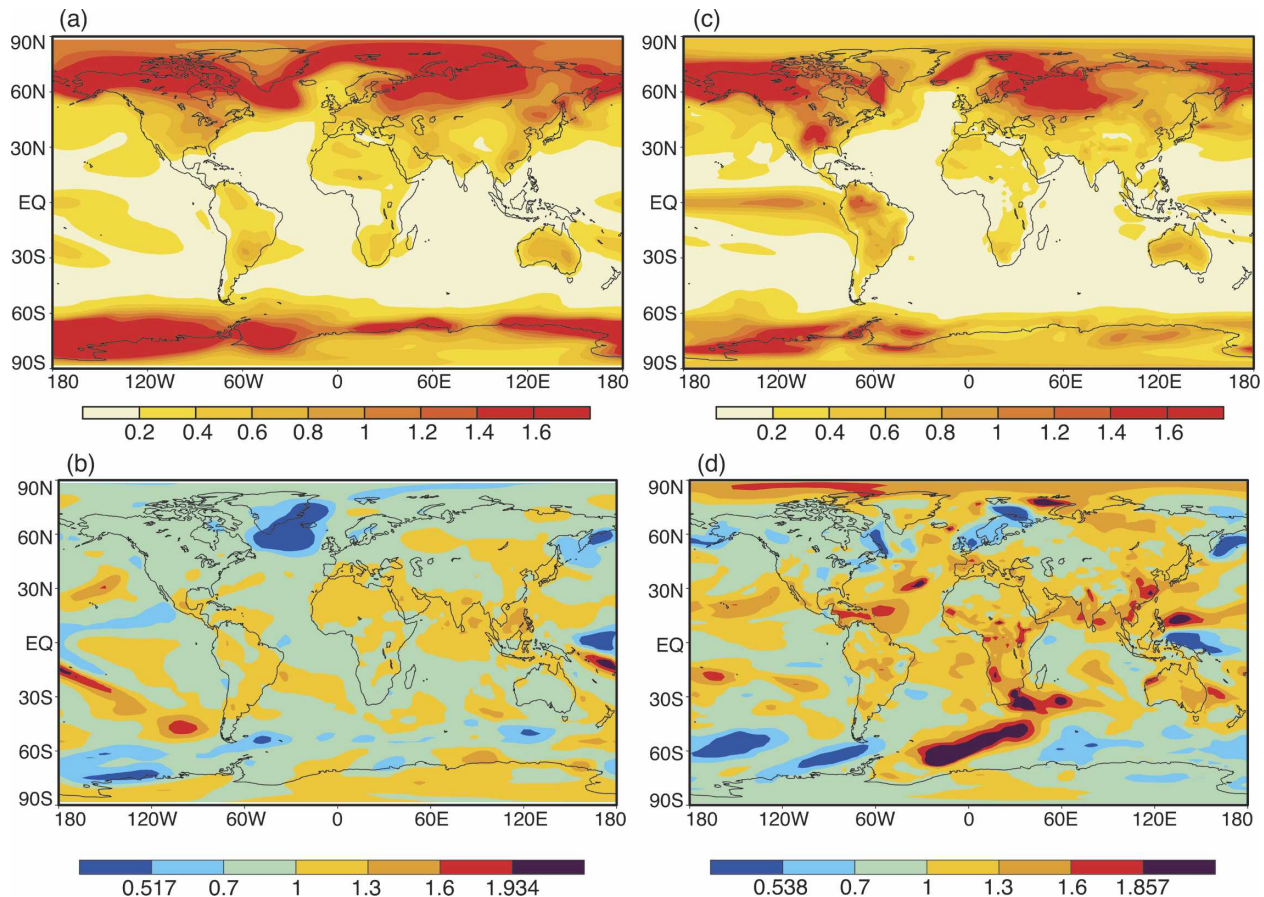 (a)
90N
60N
30N
EQ
30S
60S
90S
180 120W 60W 0 60E 120E 180
0.2 0.4 0.6 0.8 1 1.2 1.4 1.6
(c)
90N
60N
30N
EQ
30S
60S
90S
180 120W 60W 0 60E 120E 180
0.2 0.4 0.6 0.8 1 1.2 1.4 1.6
(b)
90N
60N
30N
EQ
30S
60S
90S
180 120W 60W 0 60E 120E 180
0.517 0.7 1 1.3 1.6 1.934
(d)
90N
60N
30N
EQ
30S
60S
90S
180 120W 60W 0 60E 120E 180
0.538 0.7 1 1.3 1.6 1.857